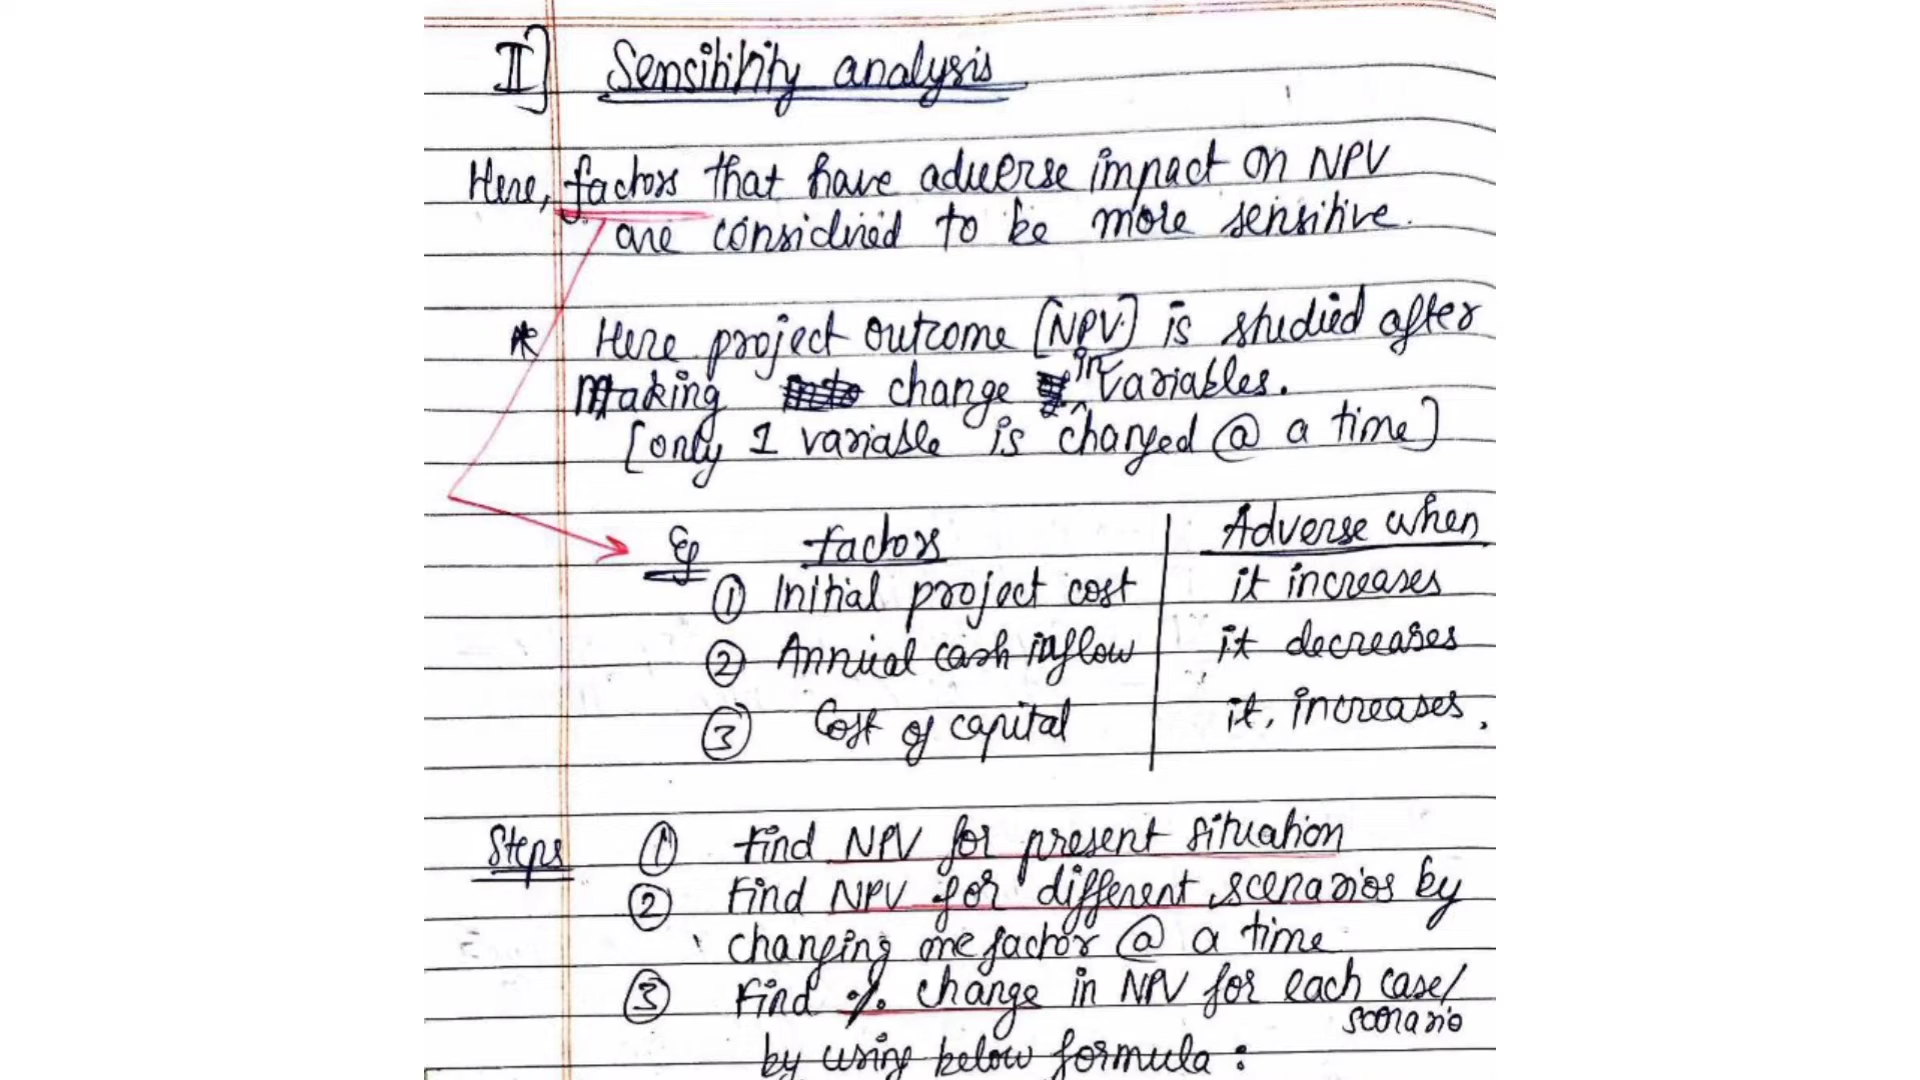 II] Sensitivity analysis
Here, factors that have adverse impact on NPV
are considered to be more sensitive.
* Here project outcome [NPV] is studied after
Making change in variables.
[only 1 variable is changed @ a time]
Eg factors Adverse when
① Initial project cost it increases
② Annual cash inflow it decreases
③ Cost of capital it increases.
Steps ① Find NPV for present situation
② Find NPV for different scenarios by
changing one factor @ a time
③ Find % change in NPV for each case/
scenario
by using below formula :